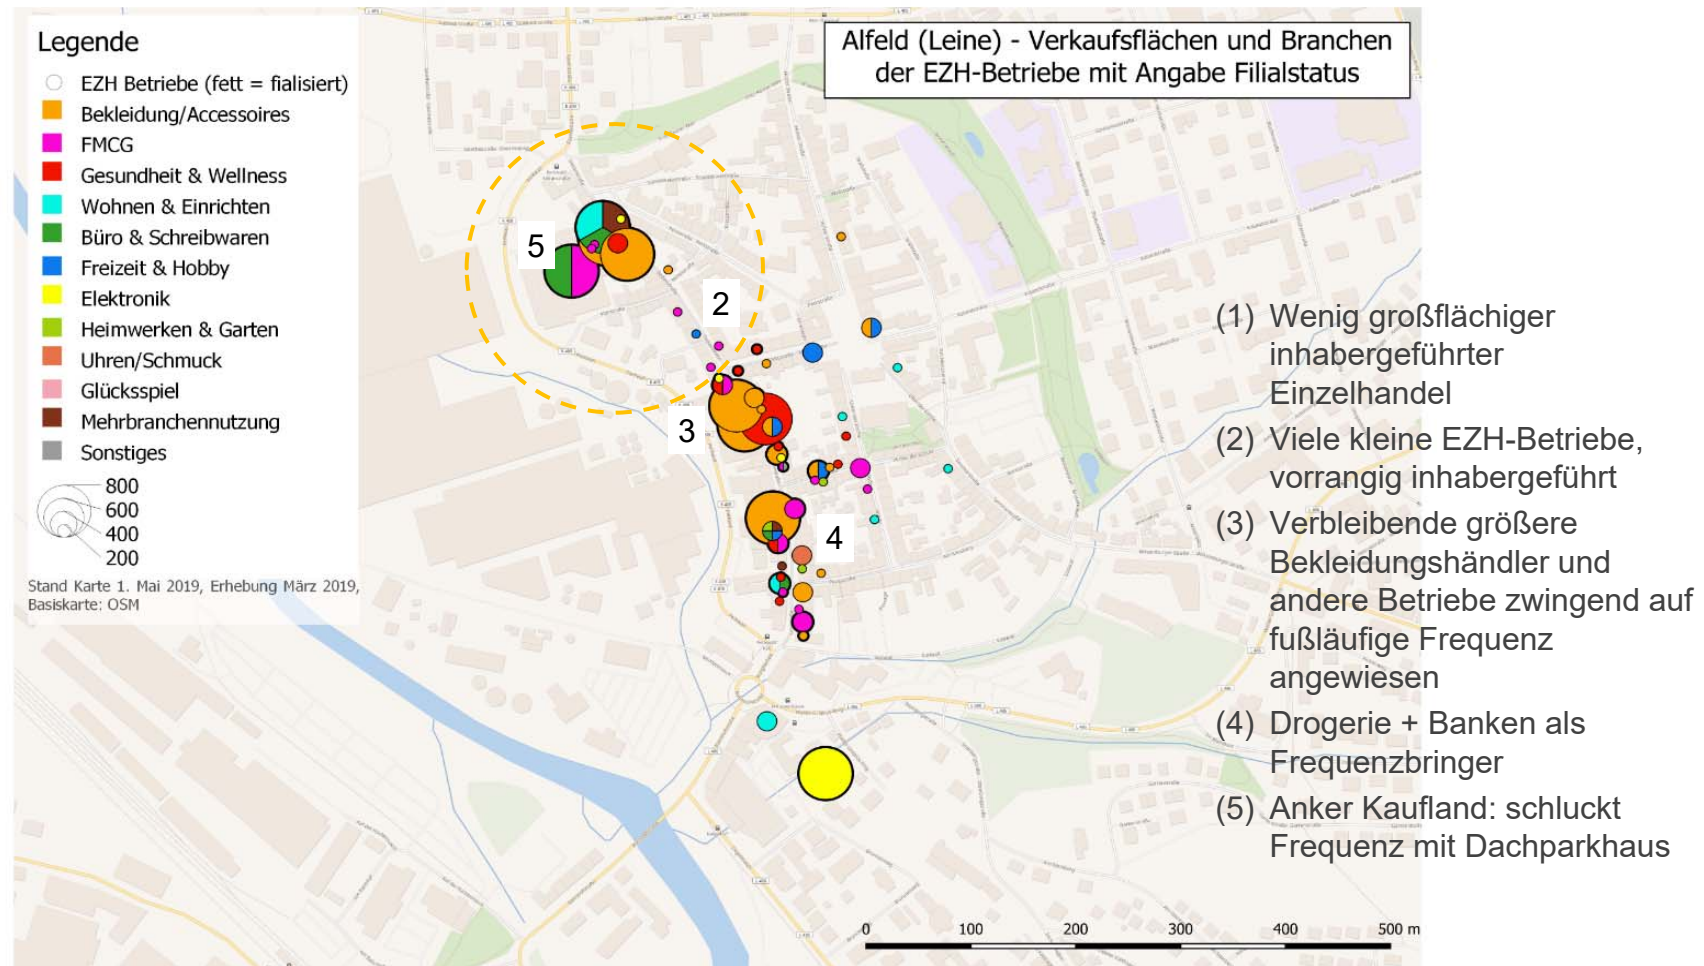 Legende
EZH Betriebe (fett = fialisiert)
Bekleidung/Accessoires
FMCG
Gesundheit & Wellness
Wohnen & Einrichten
Büro & Schreibwaren
Freizeit & Hobby
Elektronik
Heimwerken & Garten
Uhren/Schmuck
Glücksspiel
Mehrbranchennutzung
Sonstiges
800
600
400
200
Stand Karte 1. Mai 2019, Erhebung März 2019,
Basiskarte: OSM
Alfeld (Leine) - Verkaufsflächen und Branchen
der EZH-Betriebe mit Angabe Filialstatus
5
2
3
4
(1) Wenig großflächiger
inhabergeführter
Einzelhandel
(2) Viele kleine EZH-Betriebe,
vorrangig inhabergeführt
(3) Verbleibende größere
Bekleidungshändler und
andere Betriebe zwingend auf
fußläufige Frequenz
angewiesen
(4) Drogerie + Banken als
Frequenzbringer
(5) Anker Kaufland: schluckt
Frequenz mit Dachparkhaus
0 100 200 300 400 500 m